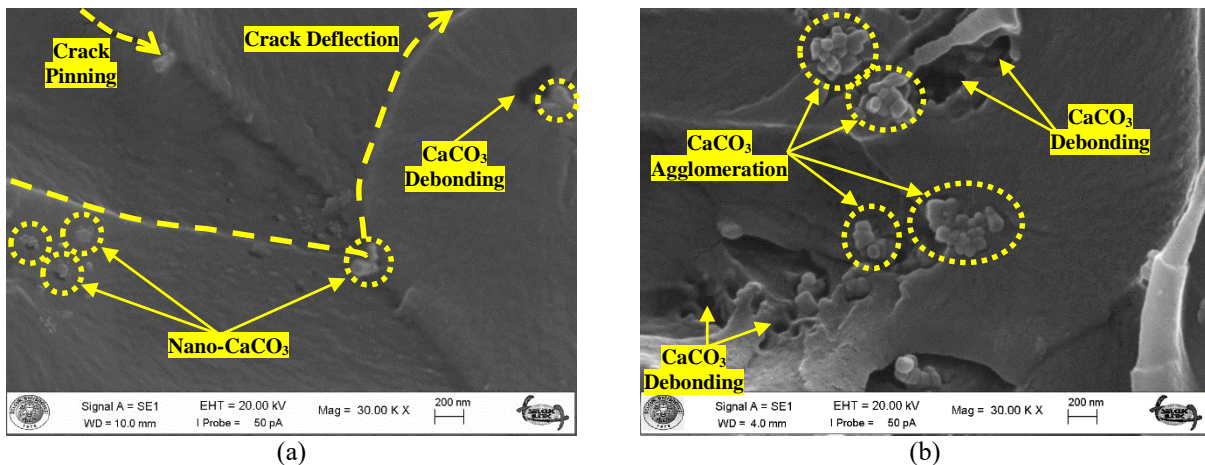 Crack
Pinning
Crack Deflection
CaCO₃
Debonding
Nano-CaCO₃
Signal A = SE1
EHT = 20.00 kV
Mag = 30.00 K X
200 nm
WD = 10.0 mm
I Probe = 50 pA
(a)
CaCO₃
Agglomeration
CaCO₃
Debonding
CaCO₃
Debonding
Signal A = SE1
EHT = 20.00 kV
Mag = 30.00 K X
200 nm
WD = 4.0 mm
I Probe = 50 pA
(b)